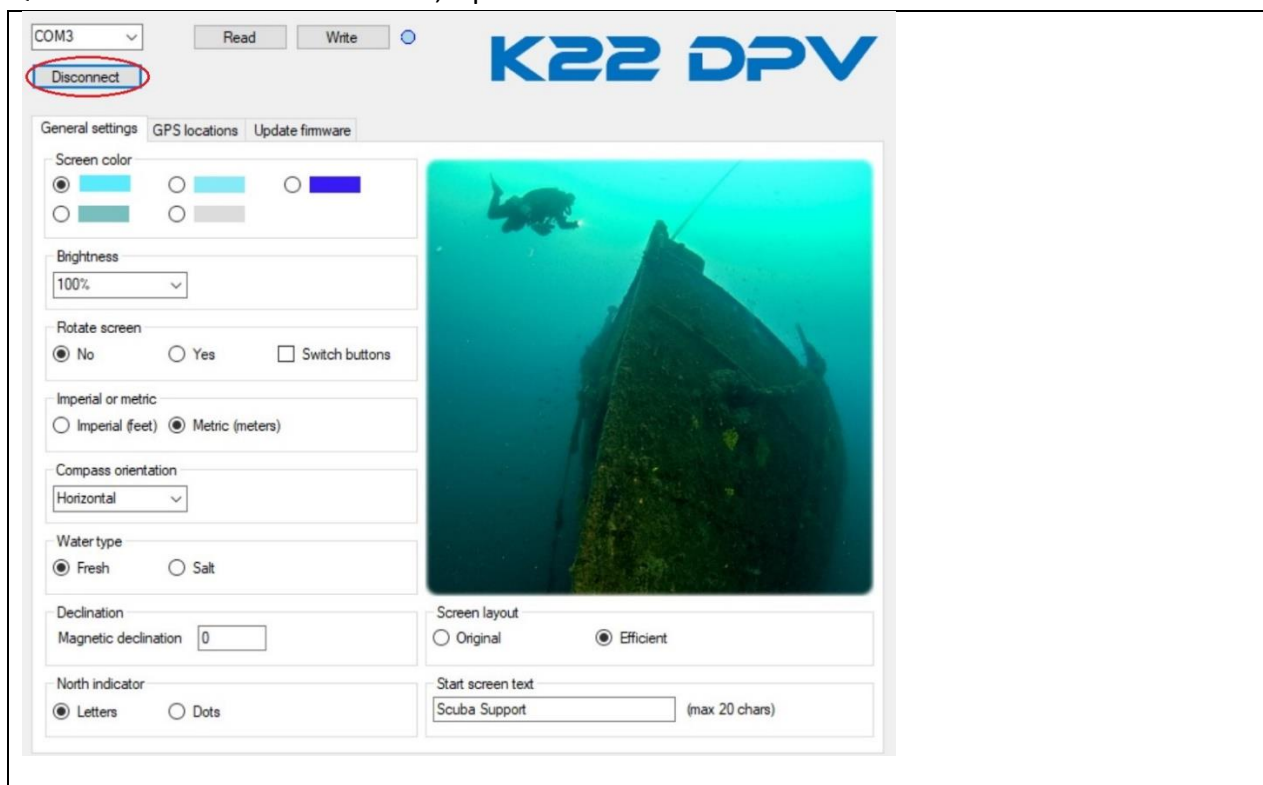 COM3 Read Write
K22 DPV
Disconnect
General settings GPS locations Update firmware
Screen color
Brightness
100%
Rotate screen
No Yes Switch buttons
Imperial or metric
Imperial (feet) Metric (meters)
Compass orientation
Horizontal
Water type
Fresh Salt
Declination
Magnetic declination 0
North indicator
Letters Dots
Screen layout
Original Efficient
Start screen text
Scuba Support (max 20 chars)